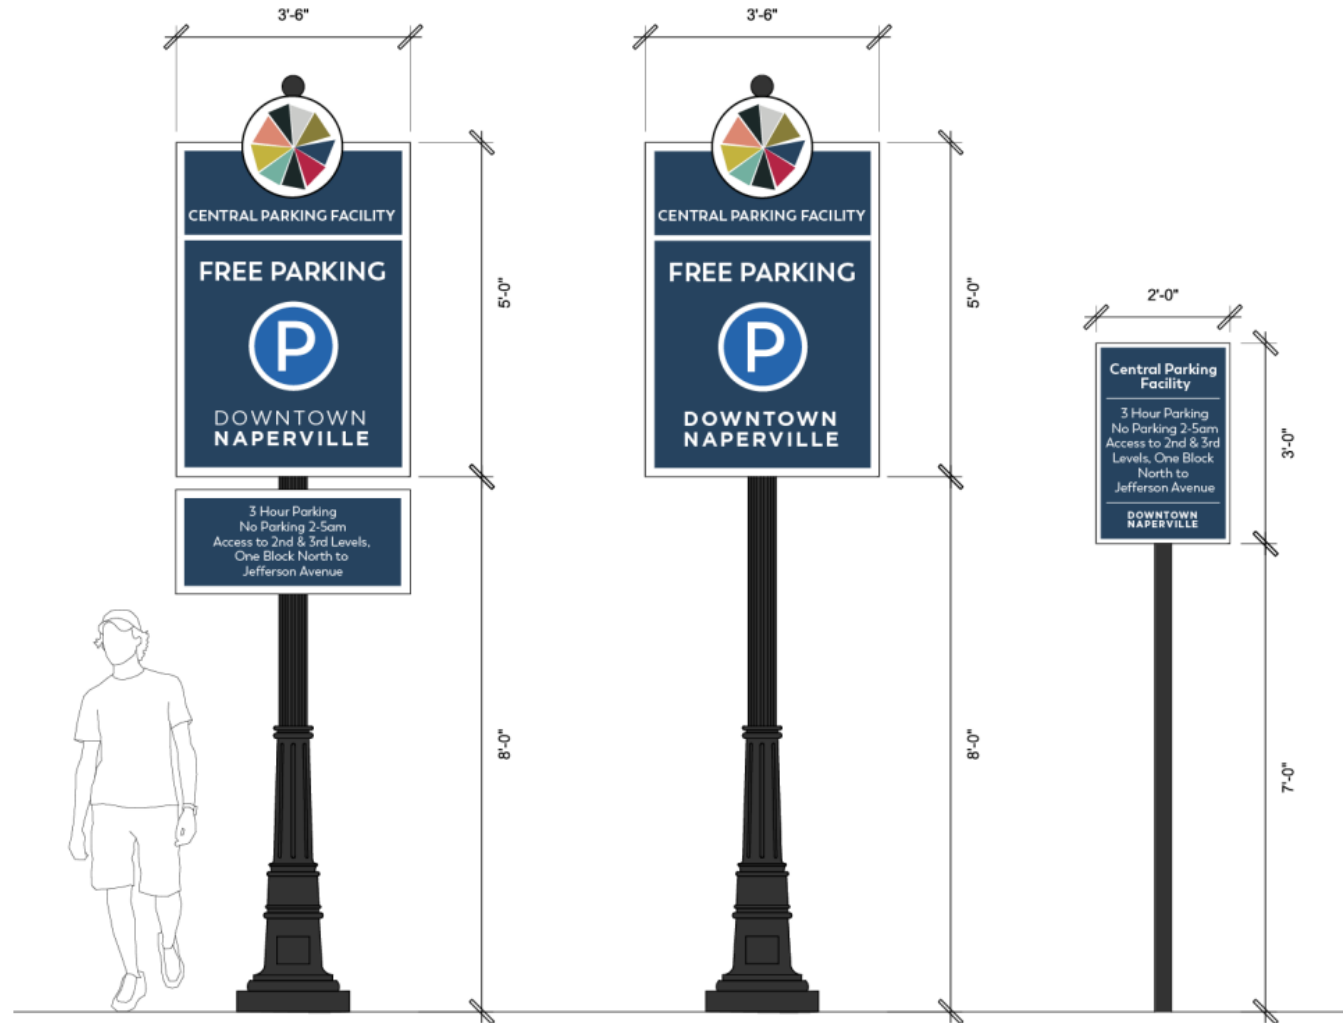 3'-6"
CENTRAL PARKING FACILITY
FREE PARKING
P
DOWNTOWN
NAPERVILLE
3 Hour Parking
No Parking 2-5am
Access to 2nd & 3rd Levels,
One Block North to
Jefferson Avenue
5'-0"
8'-0"
3'-6"
CENTRAL PARKING FACILITY
FREE PARKING
P
DOWNTOWN
NAPERVILLE
5'-0"
8'-0"
2'-0"
Central Parking
Facility
3 Hour Parking
No Parking 2-5am
Access to 2nd & 3rd
Levels, One Block
North to
Jefferson Avenue
DOWNTOWN
NAPERVILLE
3'-0"
7'-0"